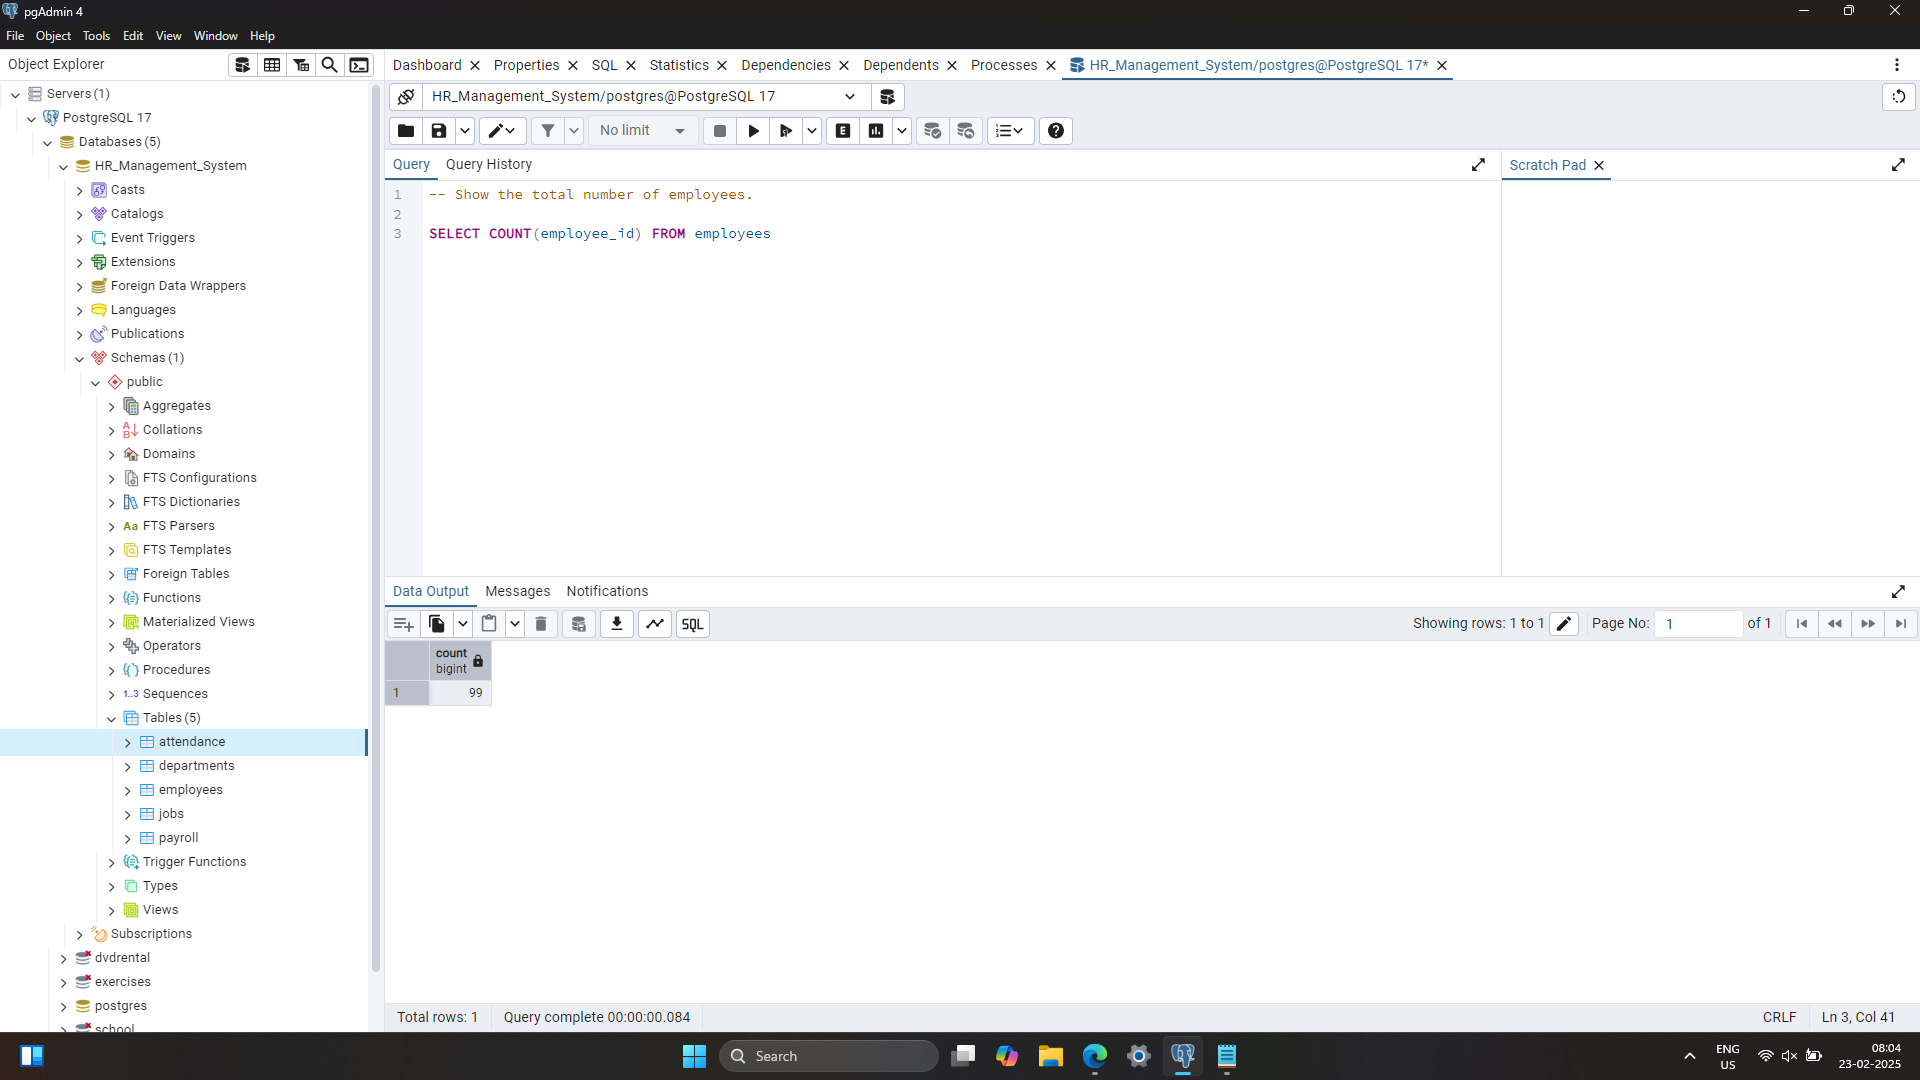 pgAdmin 4
File Object Tools Edit View Window Help
Object Explorer
Dashboard Properties SQL Statistics Dependencies Dependents Processes HR_Management_System/postgres@PostgreSQL 17*
Servers (1)
PostgreSQL 17
Databases (5)
HR_Management_System
Casts
Catalogs
Event Triggers
Extensions
Foreign Data Wrappers
Languages
Publications
Schemas (1)
public
Aggregates
Collations
Domains
FTS Configurations
FTS Dictionaries
Aa FTS Parsers
FTS Templates
Foreign Tables
Functions
Materialized Views
Operators
Procedures
1..3 Sequences
Tables (5)
attendance
departments
employees
jobs
payroll
Trigger Functions
Types
Views
Subscriptions
dvdrental
exercises
postgres
school
HR_Management_System/postgres@PostgreSQL 17
No limit
E
Query Query History
Scratch Pad
1 -- Show the total number of employees.
2
3 SELECT COUNT(employee_id) FROM employees
Data Output Messages Notifications
SQL
Showing rows: 1 to 1 Page No: 1 of 1
count
bigint
1 99
Total rows: 1 Query complete 00:00:00.084 CRLF Ln 3, Col 41
Search
ENG
US
08:04
23-02-2025